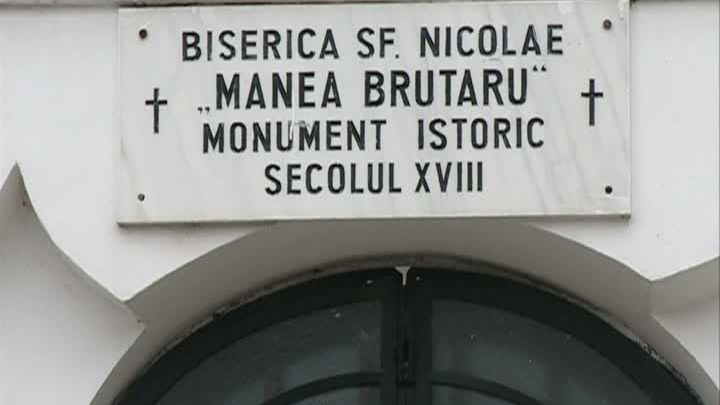 BISERICA SF. NICOLAE
„MANEA BRUTARU“
MONUMENT ISTORIC
SECOLUL XVIII